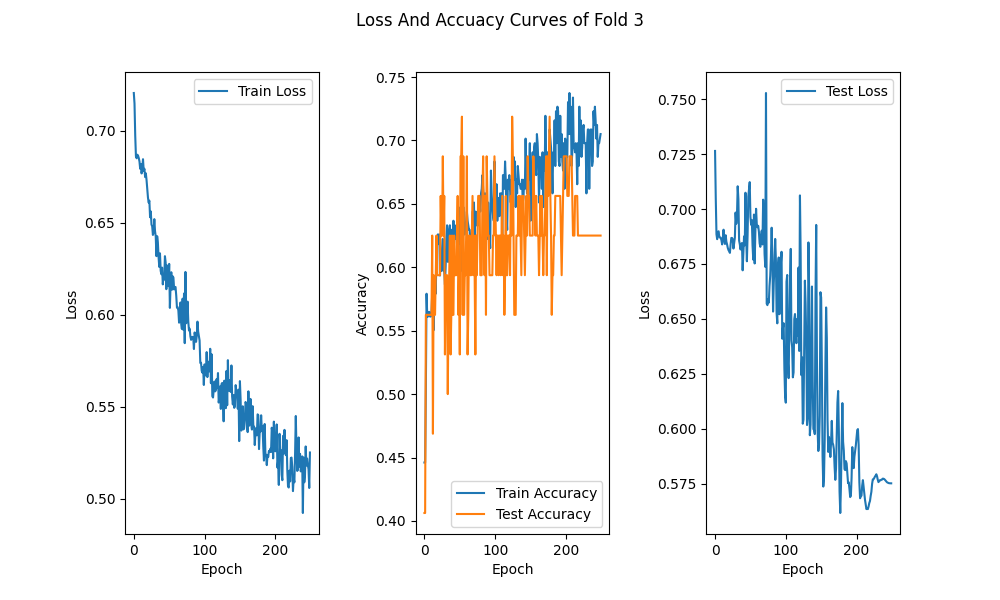 Loss And Accuacy Curves of Fold 3
Train Loss
0.70
0.65
0.60
0.55
0.50
Loss
0 100 200
Epoch
0.75
0.70
0.65
0.60
0.55
0.50
0.45
0.40
Accuracy
Train Accuracy
Test Accuracy
0 100 200
Epoch
Test Loss
0.750
0.725
0.700
0.675
0.650
0.625
0.600
0.575
Loss
0 100 200
Epoch